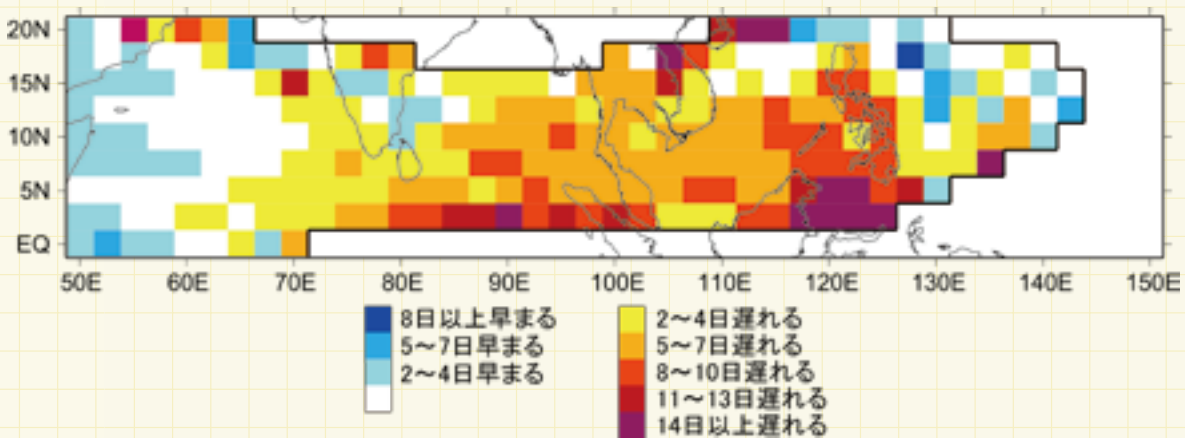 20N
15N
10N
5N
EQ
50E 60E 70E 80E 90E 100E 110E 120E 130E 140E 150E
8日以上早まる
5～7日早まる
2～4日早まる
2～4日遅れる
5～7日遅れる
8～10日遅れる
11～13日遅れる
14日以上遅れる